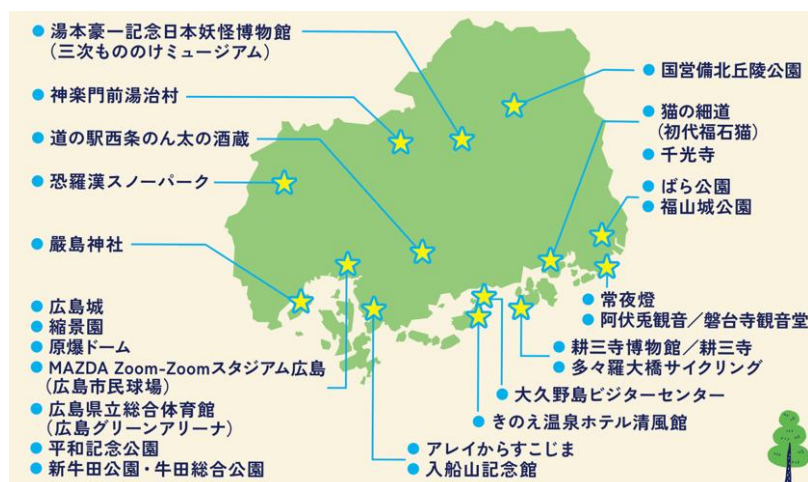 湯本豪一記念日本妖怪博物館
（三次もののけミュージアム）
神楽門前湯治村
道の駅西条のん太の酒蔵
恐羅漢スノーパーク
嚴島神社
広島城
縮景園
原爆ドーム
MAZDA Zoom-Zoomスタジアム広島
（広島市民球場）
広島県立総合体育館
（広島グリーンアリーナ）
平和記念公園
新牛田公園・牛田総合公園
国営備北丘陵公園
猫の細道
（初代福石猫）
千光寺
ばら公園
福山城公園
常夜燈
阿伏兎観音／磐台寺観音堂
耕三寺博物館／耕三寺
多々羅大橋サイクリング
大久野島ビジターセンター
きのえ温泉ホテル清風館
アレイからすこじま
入船山記念館